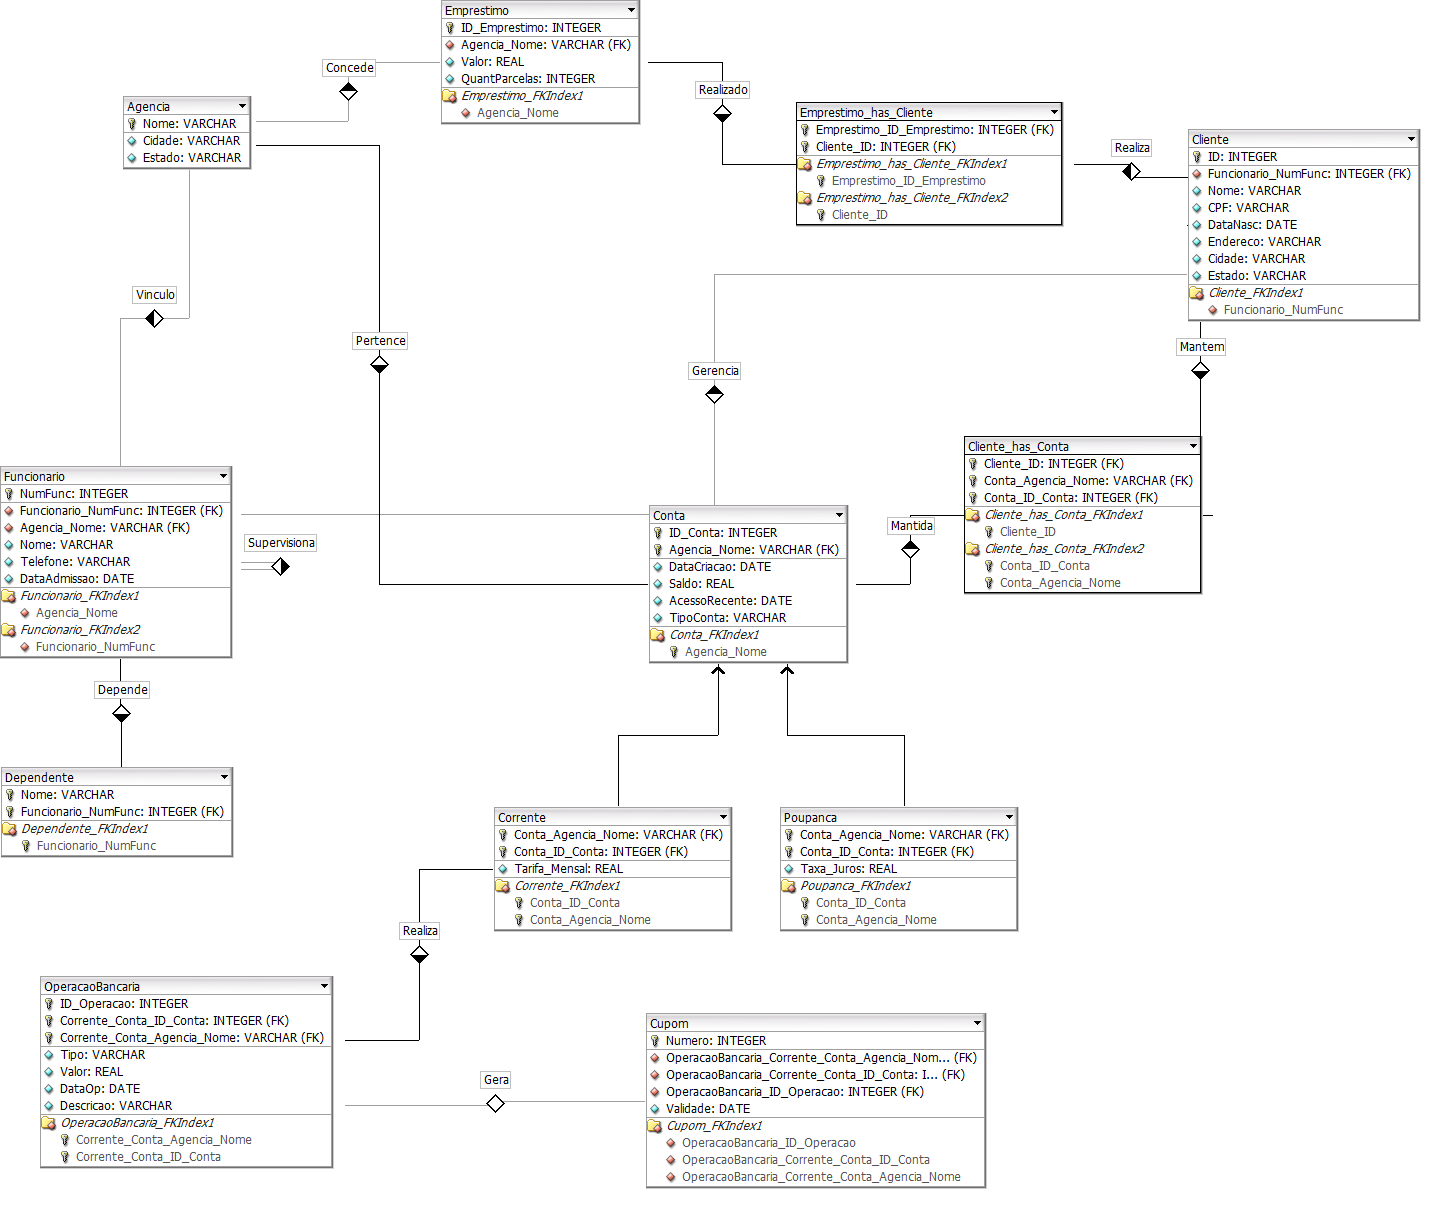 Emprestimo
ID_Emprestimo: INTEGER
Agencia_Nome: VARCHAR (FK)
Valor: REAL
QuantParcelas: INTEGER
Emprestimo_FKIndex1
Agencia_Nome
Concede
Realizado
Agencia
Nome: VARCHAR
Cidade: VARCHAR
Estado: VARCHAR
Emprestimo_has_Cliente
Emprestimo_ID_Emprestimo: INTEGER (FK)
Cliente_ID: INTEGER (FK)
Emprestimo_has_Cliente_FKIndex1
Emprestimo_ID_Emprestimo
Emprestimo_has_Cliente_FKIndex2
Cliente_ID
Realiza
Cliente
ID: INTEGER
Funcionario_NumFunc: INTEGER (FK)
Nome: VARCHAR
CPF: VARCHAR
DataNasc: DATE
Endereco: VARCHAR
Cidade: VARCHAR
Estado: VARCHAR
Cliente_FKIndex1
Funcionario_NumFunc
Vinculo
Pertence
Gerencia
Mantem
Funcionario
NumFunc: INTEGER
Funcionario_NumFunc: INTEGER (FK)
Agencia_Nome: VARCHAR (FK)
Nome: VARCHAR
Telefone: VARCHAR
DataAdmissao: DATE
Funcionario_FKIndex1
Agencia_Nome
Funcionario_FKIndex2
Funcionario_NumFunc
Supervisiona
Conta
ID_Conta: INTEGER
Agencia_Nome: VARCHAR (FK)
DataCriacao: DATE
Saldo: REAL
AcessoRecente: DATE
TipoConta: VARCHAR
Conta_FKIndex1
Agencia_Nome
Mantida
Cliente_has_Conta
Cliente_ID: INTEGER (FK)
Conta_Agencia_Nome: VARCHAR (FK)
Conta_ID_Conta: INTEGER (FK)
Cliente_has_Conta_FKIndex1
Cliente_ID
Cliente_has_Conta_FKIndex2
Conta_ID_Conta
Conta_Agencia_Nome
Depende
Dependente
Nome: VARCHAR
Funcionario_NumFunc: INTEGER (FK)
Dependente_FKIndex1
Funcionario_NumFunc
Corrente
Conta_Agencia_Nome: VARCHAR (FK)
Conta_ID_Conta: INTEGER (FK)
Tarifa_Mensal: REAL
Corrente_FKIndex1
Conta_ID_Conta
Conta_Agencia_Nome
Poupanca
Conta_Agencia_Nome: VARCHAR (FK)
Conta_ID_Conta: INTEGER (FK)
Taxa_Juros: REAL
Poupanca_FKIndex1
Conta_ID_Conta
Conta_Agencia_Nome
Realiza
OperacaoBancaria
ID_Operacao: INTEGER
Corrente_Conta_ID_Conta: INTEGER (FK)
Corrente_Conta_Agencia_Nome: VARCHAR (FK)
Tipo: VARCHAR
Valor: REAL
DataOp: DATE
Descricao: VARCHAR
OperacaoBancaria_FKIndex1
Corrente_Conta_Agencia_Nome
Corrente_Conta_ID_Conta
Gera
Cupom
Numero: INTEGER
OperacaoBancaria_Corrente_Conta_Agencia_Nom... (FK)
OperacaoBancaria_Corrente_Conta_ID_Conta: I... (FK)
OperacaoBancaria_ID_Operacao: INTEGER (FK)
Validade: DATE
Cupom_FKIndex1
OperacaoBancaria_ID_Operacao
OperacaoBancaria_Corrente_Conta_ID_Conta
OperacaoBancaria_Corrente_Conta_Agencia_Nome